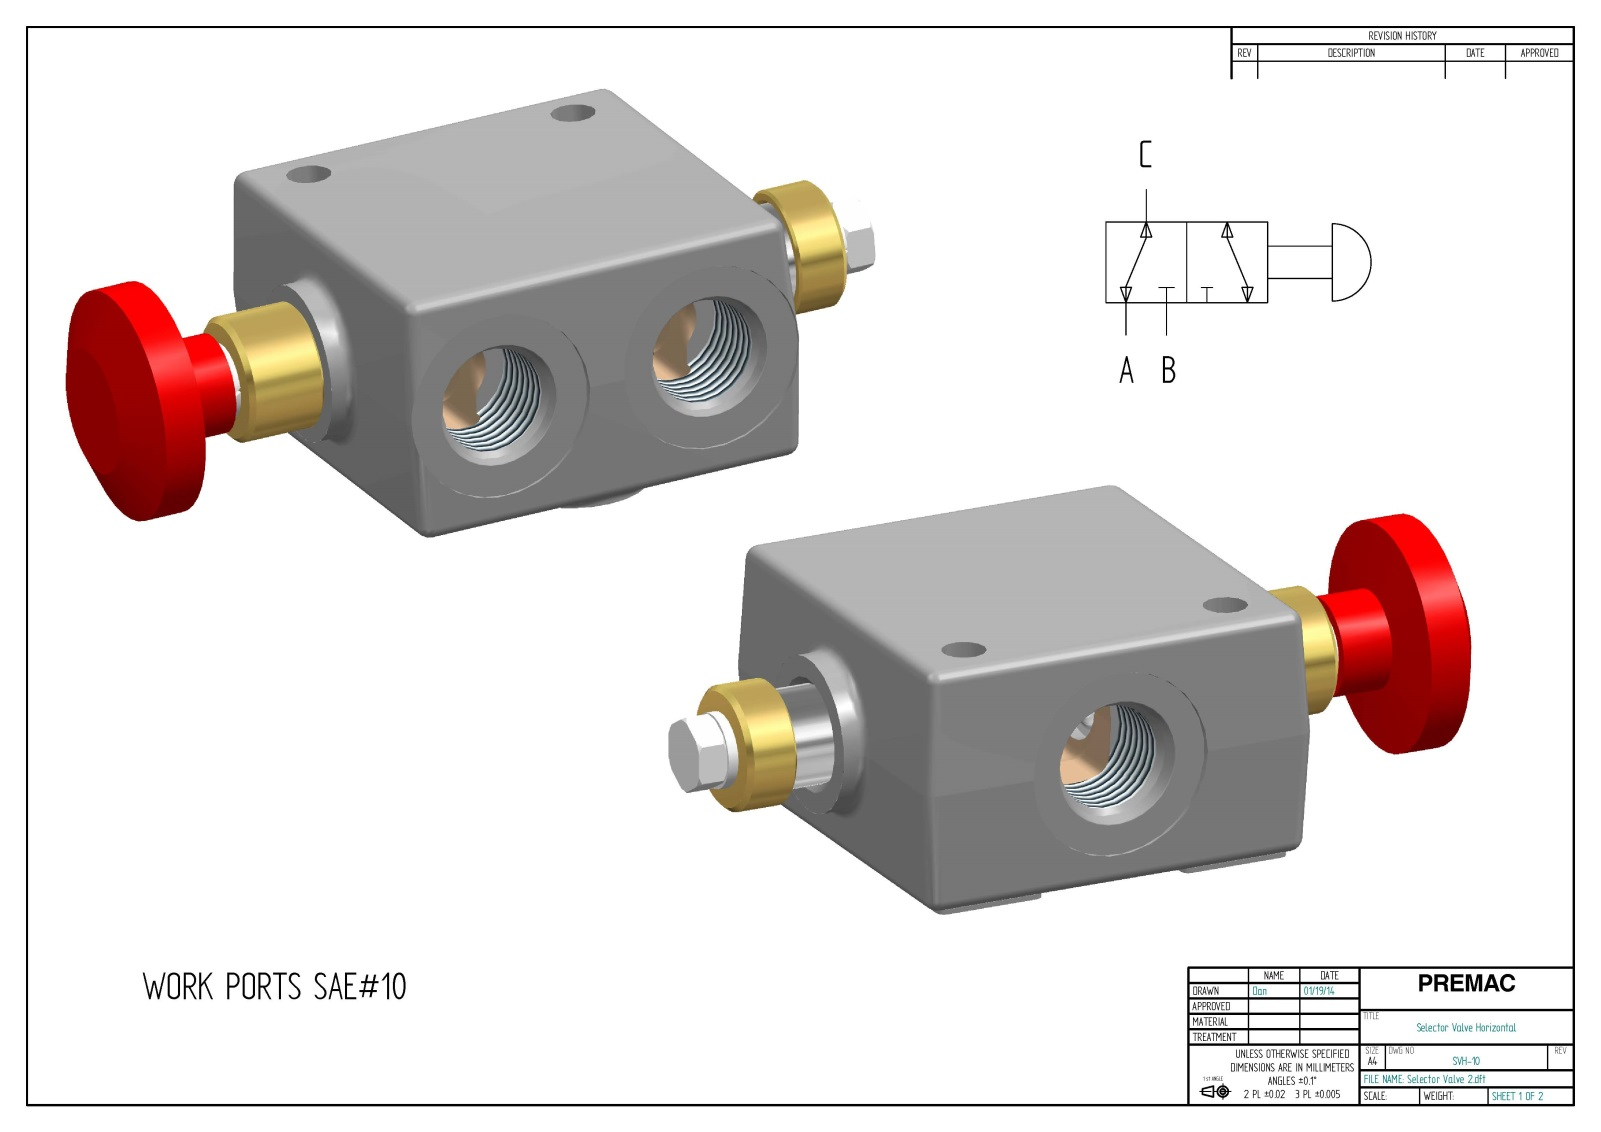 REVISION HISTORY
REV DESCRIPTION DATE APPROVED
C
A B
WORK PORTS SAE#10
NAME DATE
DRAWN Dan 01/19/14
APPROVED
MATERIAL
TREATMENT
PREMAC
TITLE
Selector Valve Horizontal
UNLESS OTHERWISE SPECIFIED
DIMENSIONS ARE IN MILLIMETERS
ANGLES ±0.1°
2 PL ±0.02 3 PL ±0.005
1st ANGLE
SIZE DWG NO REV
A4 SVH-10
FILE NAME: Selector Valve 2.dft
SCALE: WEIGHT: SHEET 1 OF 2